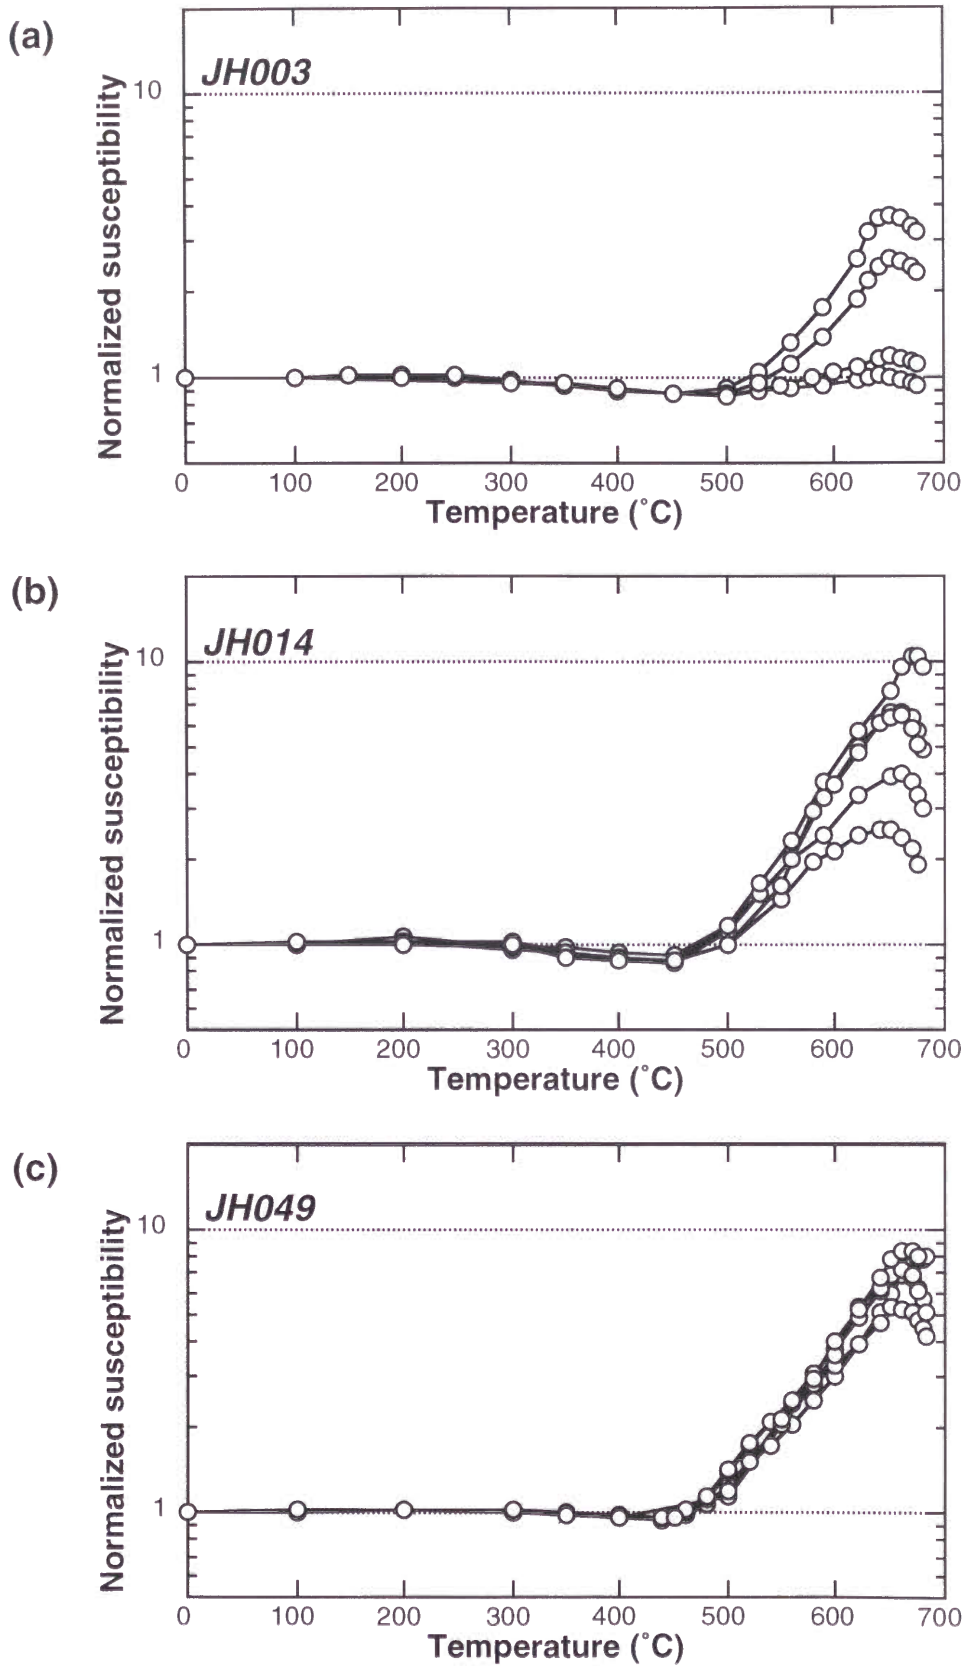 (a)
JH003
10
1
Normalized susceptibility
0 100 200 300 400 500 600 700
Temperature (˚C)
(b)
JH014
10
1
Normalized susceptibility
0 100 200 300 400 500 600 700
Temperature (˚C)
(c)
JH049
10
1
Normalized susceptibility
0 100 200 300 400 500 600 700
Temperature (˚C)